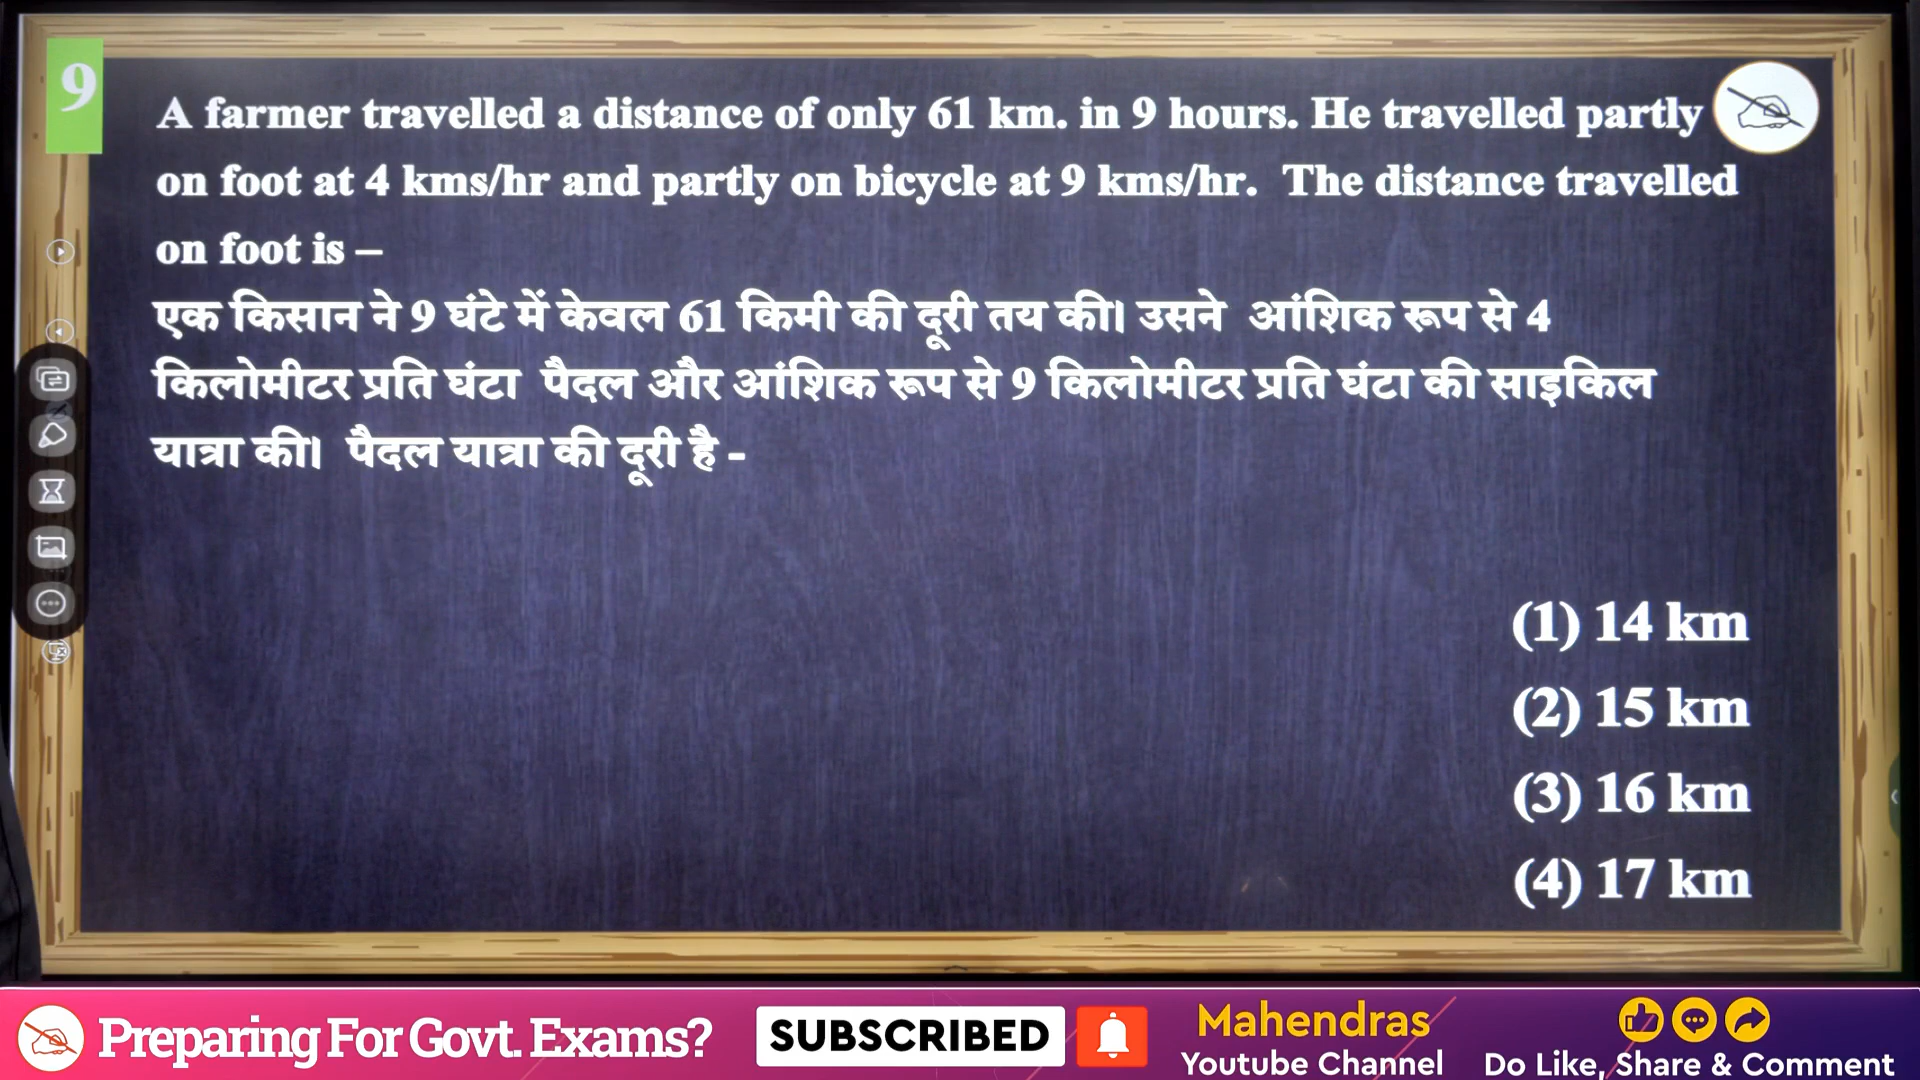 9
A farmer travelled a distance of only 61 km. in 9 hours. He travelled partly
on foot at 4 kms/hr and partly on bicycle at 9 kms/hr. The distance travelled
on foot is –
एक किसान ने 9 घंटे में केवल 61 किमी की दूरी तय की। उसने आंशिक रूप से 4
किलोमीटर प्रति घंटा पैदल और आंशिक रूप से 9 किलोमीटर प्रति घंटा की साइकिल
यात्रा की। पैदल यात्रा की दूरी है -
(1) 14 km
(2) 15 km
(3) 16 km
(4) 17 km
Preparing For Govt. Exams?
SUBSCRIBED
Mahendras
Youtube Channel
Do Like, Share & Comment